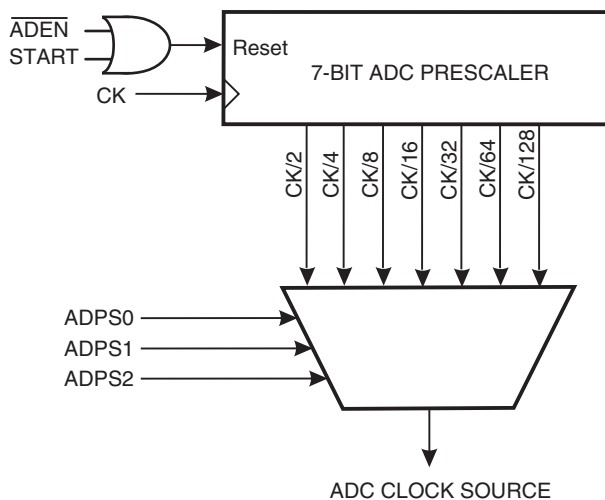 ADEN
START
Reset
7-BIT ADC PRESCALER
CK
CK/2
CK/4
CK/8
CK/16
CK/32
CK/64
CK/128
ADPS0
ADPS1
ADPS2
ADC CLOCK SOURCE